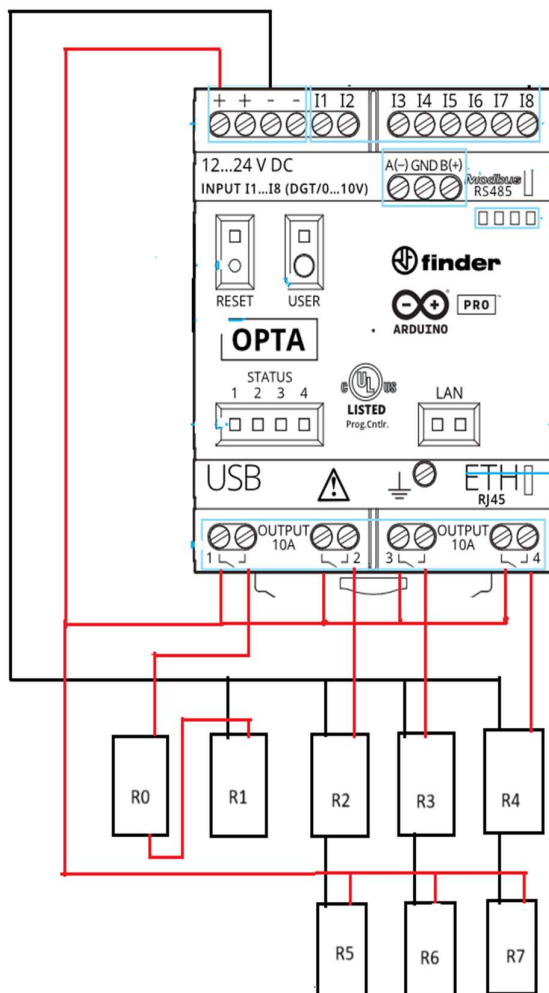 + + - - I1 I2 I3 I4 I5 I6 I7 I8
12...24 V DC
INPUT I1...I8 (DGT/0...10V)
A(-) GND B(+)
Modbus
RS485
RESET
USER
finder
ARDUINO
PRO
OPTA
STATUS
1 2 3 4
C UL US
LISTED
Prog.Cntlr.
LAN
USB
ETH
RJ45
1 OUTPUT 2
10A
3 OUTPUT 4
10A
R0
R1
R2
R3
R4
R5
R6
R7